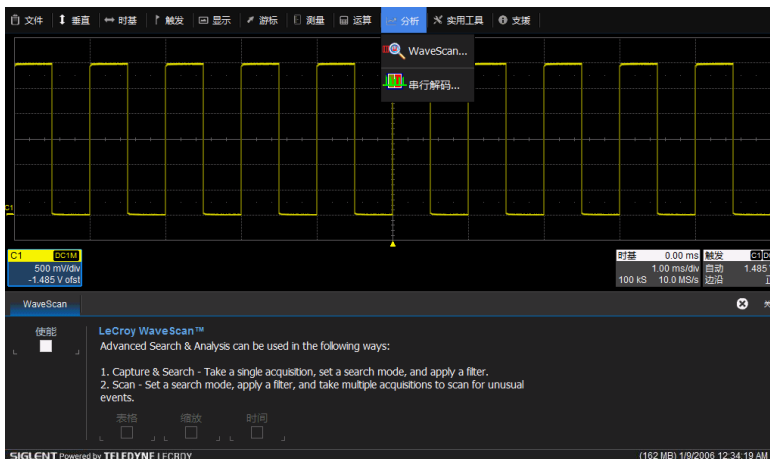 文件 垂直 时基 触发 显示 游标 测量 运算 分析 实用工具 支援
WaveScan...
串行解码...
C1
C1 DC1M
500 mV/div
-1.485 V ofst
时基 0.00 ms
1.00 ms/div
100 kS 10.0 MS/s
触发 C1
自动 1.485
边沿
WaveScan
使能
LeCroy WaveScan™
Advanced Search & Analysis can be used in the following ways:
1. Capture & Search - Take a single acquisition, set a search mode, and apply a filter.
2. Scan - Set a search mode, apply a filter, and take multiple acquisitions to scan for unusual
events.
表格 缩放 时间
SIGLENT Powered by TELEDYNE LECROY
(162 MB) 1/9/2006 12:34:19 AM